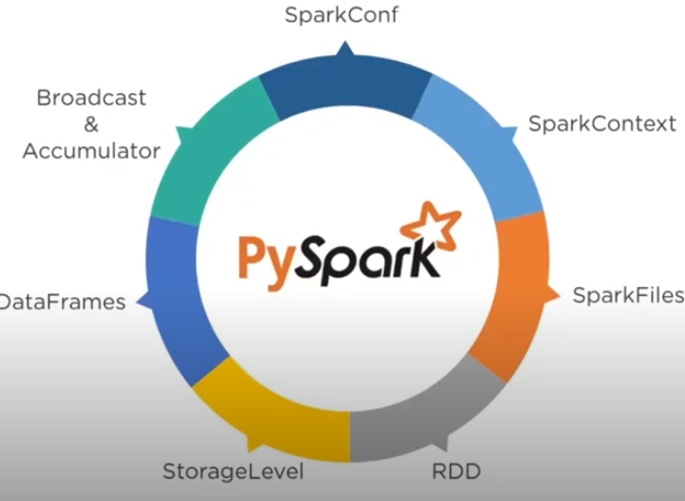 SparkConf
SparkContext
SparkFiles
RDD
StorageLevel
DataFrames
Broadcast
&
Accumulator
PySpark